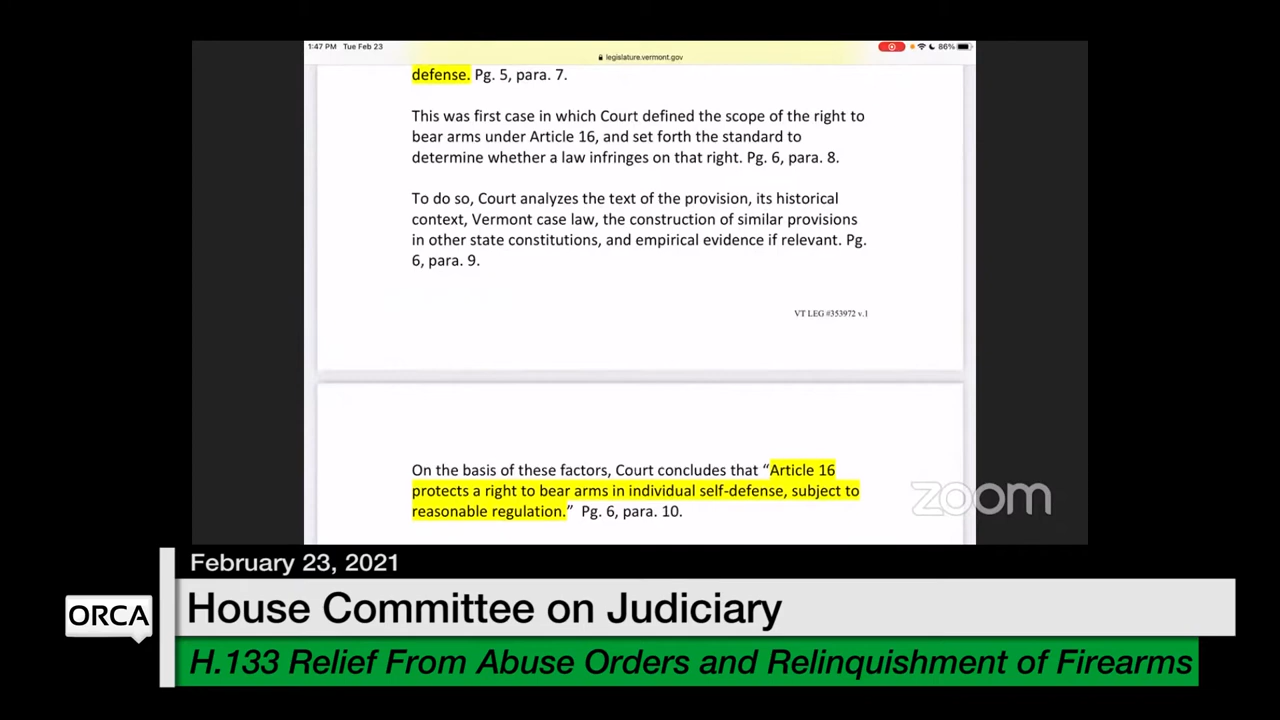 1:47 PM Tue Feb 23
86%
legislature.vermont.gov
defense. Pg. 5, para. 7.
This was first case in which Court defined the scope of the right to
bear arms under Article 16, and set forth the standard to
determine whether a law infringes on that right. Pg. 6, para. 8.
To do so, Court analyzes the text of the provision, its historical
context, Vermont case law, the construction of similar provisions
in other state constitutions, and empirical evidence if relevant. Pg.
6, para. 9.
VT LEG #353972 v.1
On the basis of these factors, Court concludes that “Article 16
protects a right to bear arms in individual self-defense, subject to
reasonable regulation.” Pg. 6, para. 10.
zoom
February 23, 2021
ORCA
House Committee on Judiciary
H.133 Relief From Abuse Orders and Relinquishment of Firearms